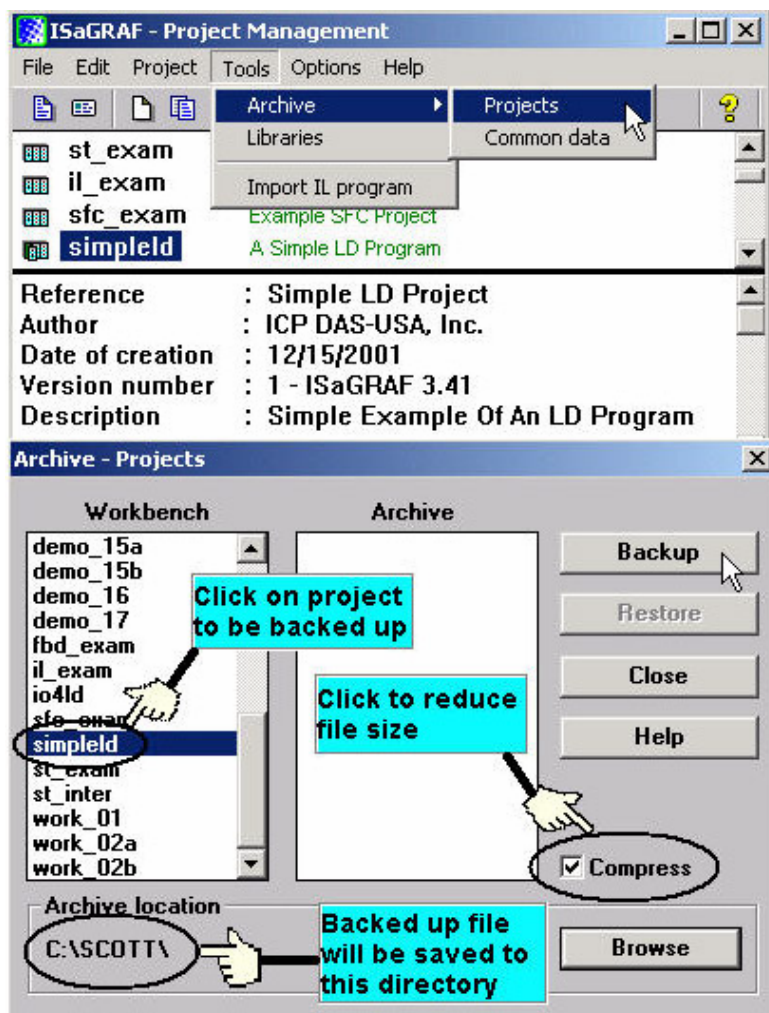 ISaGRAF - Project Management
File Edit Project Tools Options Help
Archive
Projects
Libraries
Common data
Import IL program
st_exam
il_exam
sfc_exam Example SFC Project
simpleld A Simple LD Program
Reference : Simple LD Project
Author : ICP DAS-USA, Inc.
Date of creation : 12/15/2001
Version number : 1 - ISaGRAF 3.41
Description : Simple Example Of An LD Program
Archive - Projects
Workbench
Archive
demo_15a
demo_15b
demo_16
demo_17
fbd_exam
il_exam
io4ld
sfc_exam
simpleld
st_exam
st_inter
work_01
work_02a
work_02b
Click on project
to be backed up
Click to reduce
file size
Backup
Restore
Close
Help
Compress
Archive location
C:\SCOTT\
Backed up file
will be saved to
this directory
Browse